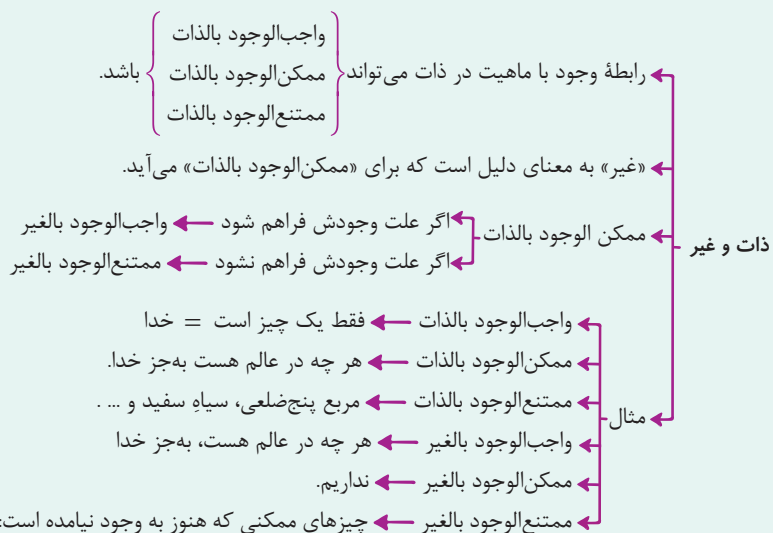 ذات و غیر
رابطهٔ وجود با ماهیت در ذات می‌تواند
واجب‌الوجود بالذات
ممکن‌الوجود بالذات
ممتنع‌الوجود بالذات
باشد.
«غیر» به معنای دلیل است که برای «ممکن‌الوجود بالذات» می‌آید.
ممکن الوجود بالذات
اگر علت وجودش فراهم شود واجب‌الوجود بالغیر
اگر علت وجودش فراهم نشود ممتنع‌الوجود بالغیر
مثال
واجب‌الوجود بالذات فقط یک چیز است = خدا
ممکن‌الوجود بالذات هر چه در عالم هست به‌جز خدا.
ممتنع‌الوجود بالذات مربع پنج‌ضلعی، سیاهِ سفید و ... .
واجب‌الوجود بالغیر هر چه در عالم هست، به‌جز خدا
ممکن‌الوجود بالغیر نداریم.
ممتنع‌الوجود بالغیر چیزهای ممکنی که هنوز به وجود نیامده است